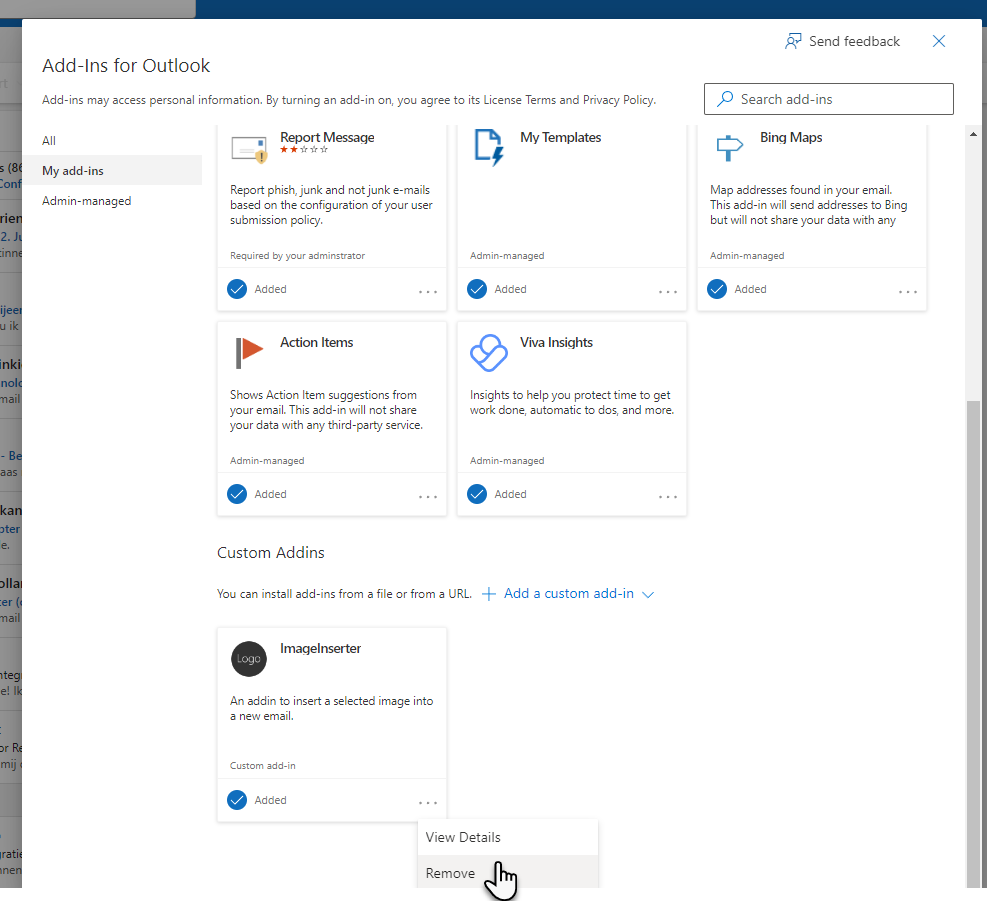 Send feedback
Add-Ins for Outlook
Add-ins may access personal information. By turning an add-in on, you agree to its License Terms and Privacy Policy.
Search add-ins
All
My add-ins
Admin-managed
Report Message
Report phish, junk and not junk e-mails
based on the configuration of your user
submission policy.
Required by your adminstrator
Added
My Templates
Admin-managed
Added
Bing Maps
Map addresses found in your email.
This add-in will send addresses to Bing
but will not share your data with any
Admin-managed
Added
Action Items
Shows Action Item suggestions from
your email. This add-in will not share
your data with any third-party service.
Admin-managed
Added
Viva Insights
Insights to help you protect time to get
work done, automatic to dos, and more.
Admin-managed
Added
Custom Addins
You can install add-ins from a file or from a URL.
Add a custom add-in
Logo
ImageInserter
An addin to insert a selected image into
a new email.
Custom add-in
Added
View Details
Remove